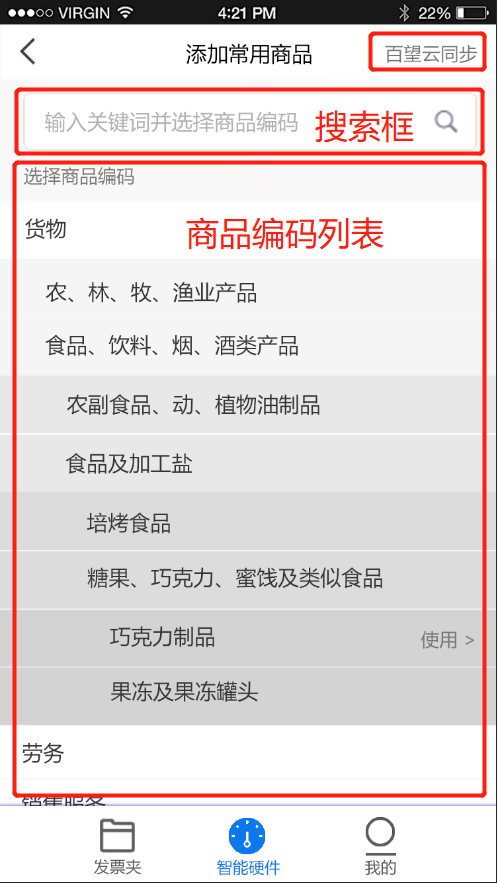 VIRGIN 4:21 PM 22%
添加常用商品 百望云同步
输入关键词并选择商品编码 搜索框
选择商品编码
货物 商品编码列表
农、林、牧、渔业产品
食品、饮料、烟、酒类产品
农副食品、动、植物油制品
食品及加工盐
培烤食品
糖果、巧克力、蜜饯及类似食品
巧克力制品 使用 >
果冻及果冻罐头
劳务
销售服务
发票夹 智能硬件 我的